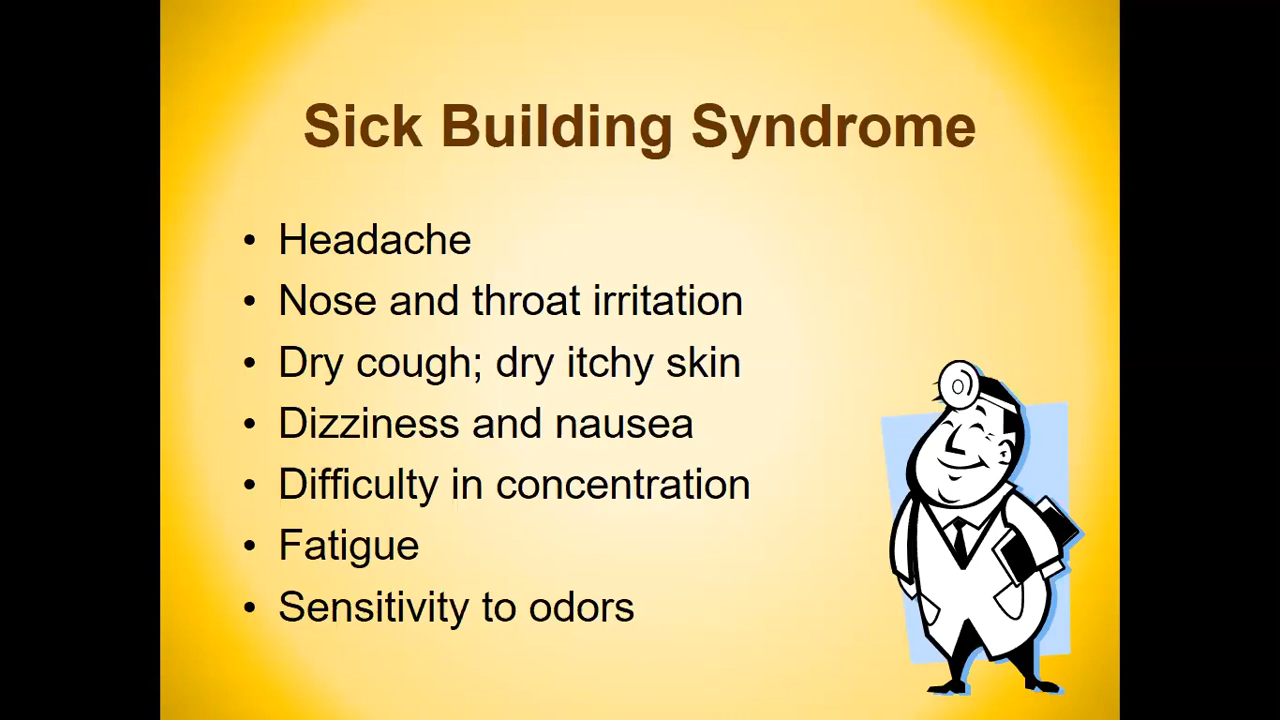 Sick Building Syndrome
• Headache
• Nose and throat irritation
• Dry cough; dry itchy skin
• Dizziness and nausea
• Difficulty in concentration
• Fatigue
• Sensitivity to odors